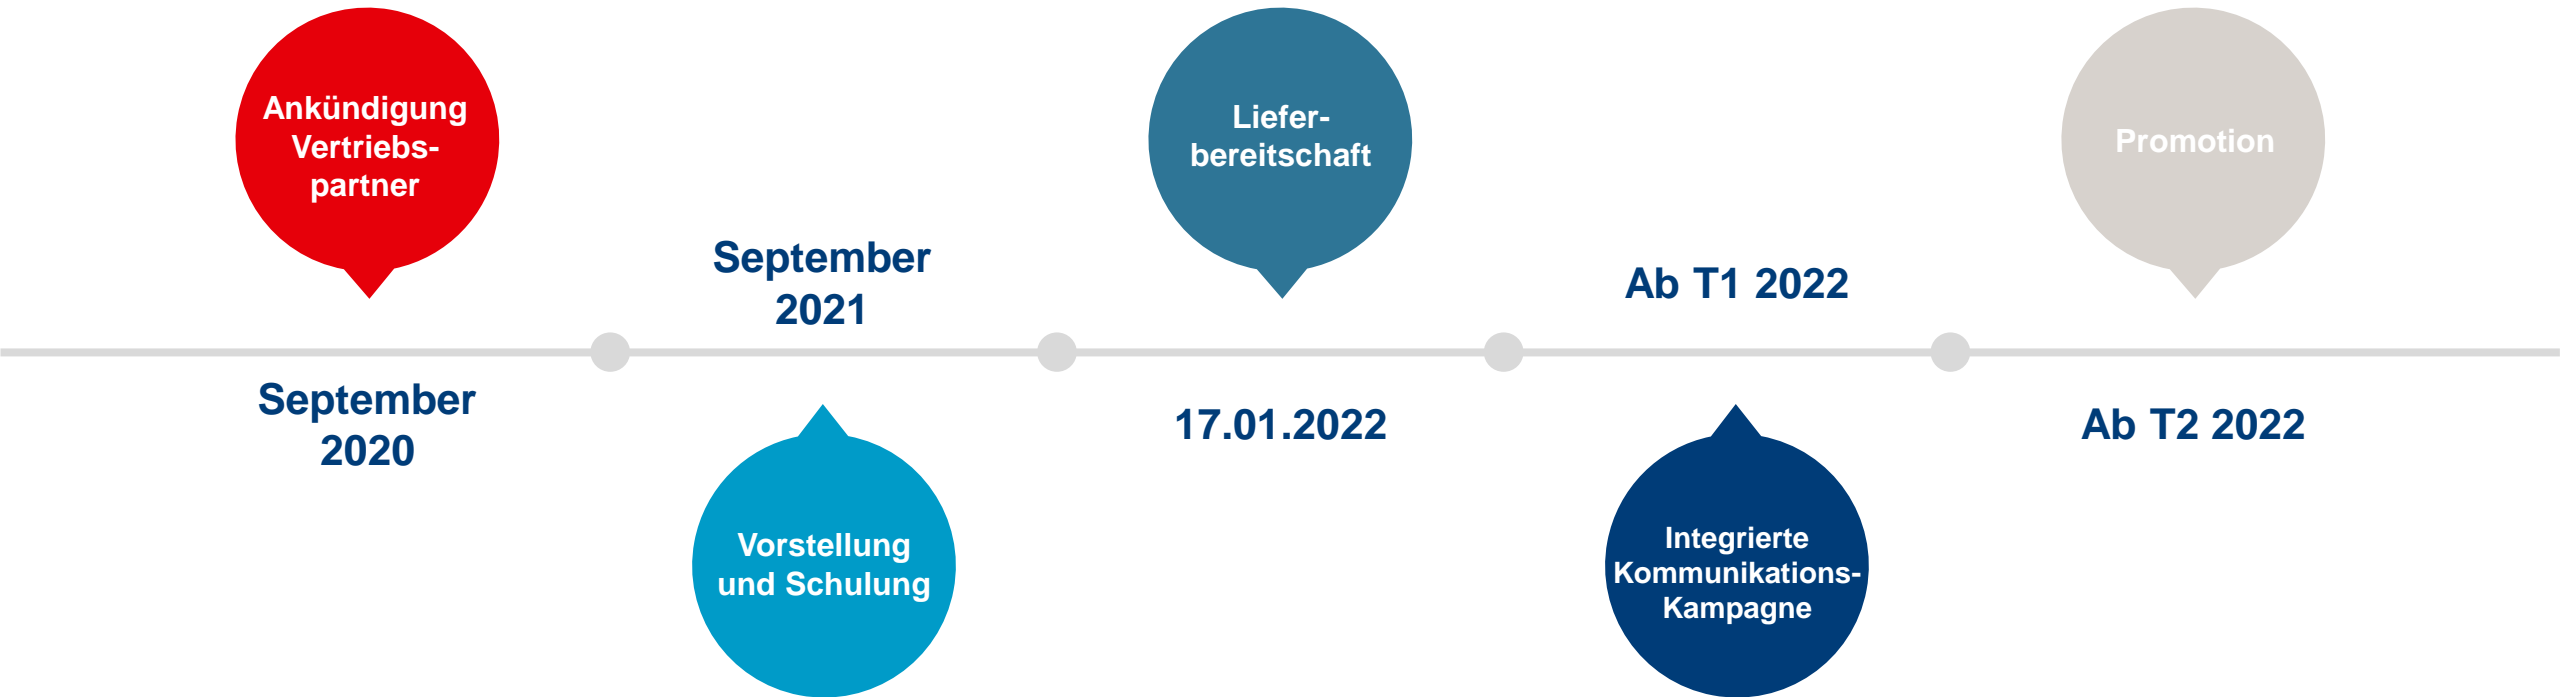 Ankündigung
Vertriebs-
partner
September
2020
September
2021
Vorstellung
und Schulung
Liefer-
bereitschaft
17.01.2022
Ab T1 2022
Integrierte
Kommunikations-
Kampagne
Promotion
Ab T2 2022